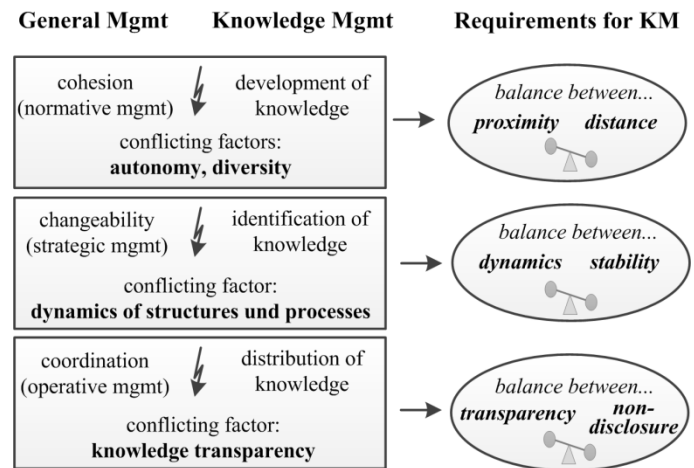 General Mgmt Knowledge Mgmt Requirements for KM
cohesion
(normative mgmt)
development of
knowledge
conflicting factors:
autonomy, diversity
balance between...
proximity distance
changeability
(strategic mgmt)
identification of
knowledge
conflicting factor:
dynamics of structures und processes
balance between...
dynamics stability
coordination
(operative mgmt)
distribution of
knowledge
conflicting factor:
knowledge transparency
balance between...
transparency non-
disclosure